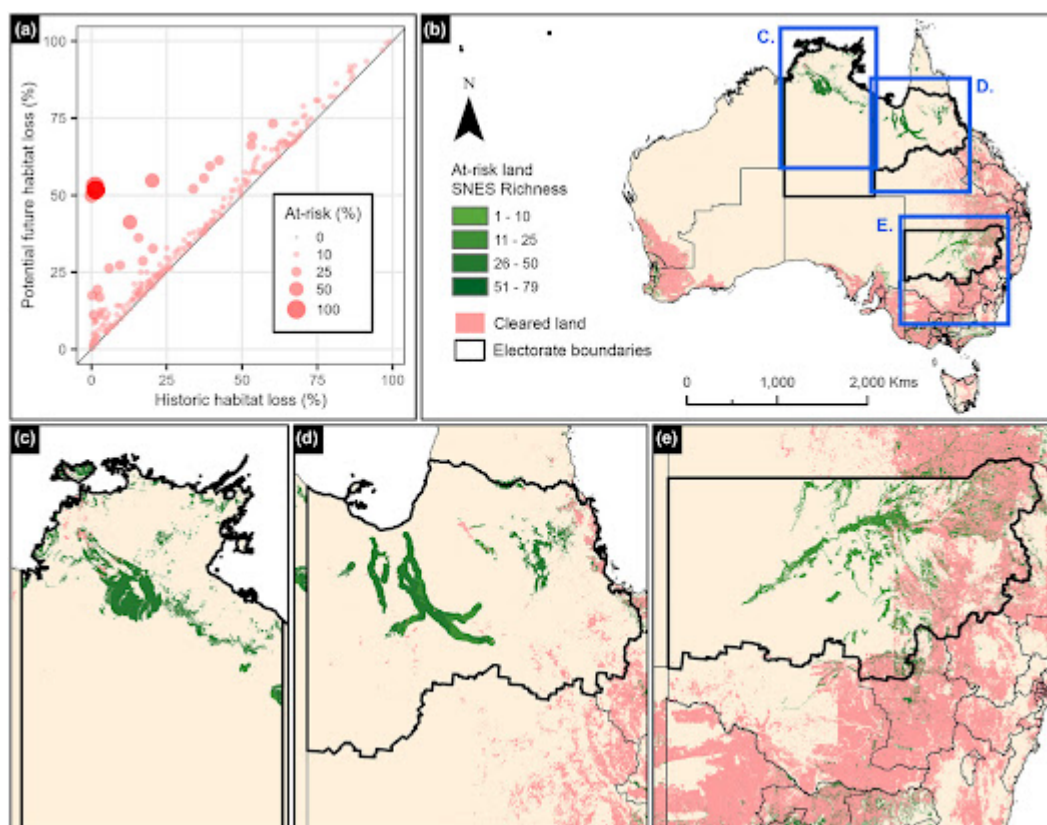 (a)
Potential future habitat loss (%)
100
75
50
25
0
At-risk (%)
0
10
25
50
100
0
25
50
75
100
Historic habitat loss (%)
(b)
N
At-risk land
SNES Richness
1 - 10
11 - 25
26 - 50
51 - 79
Cleared land
Electorate boundaries
C.
D.
E.
0
1,000
2,000 Kms
(c)
(d)
(e)